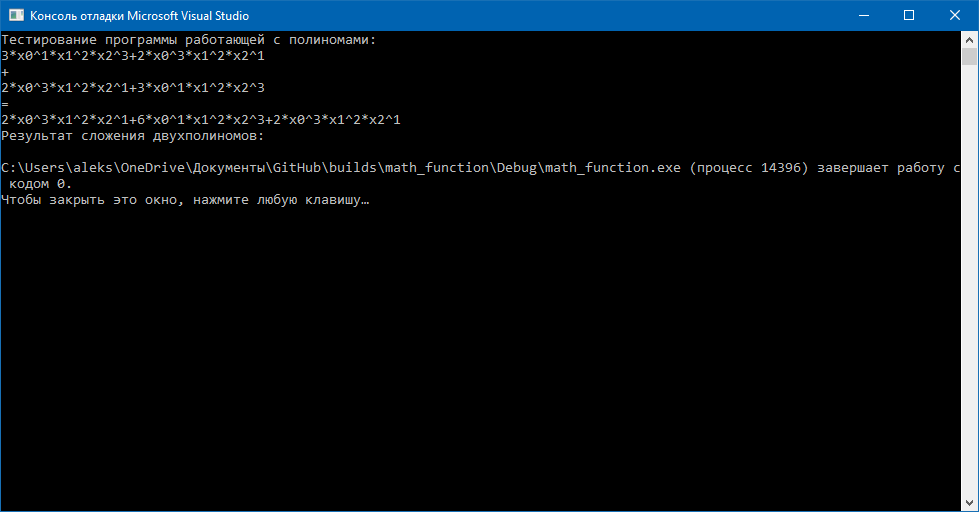 Консоль отладки Microsoft Visual Studio
Тестирование программы работающей с полиномами:
3*x0^1*x1^2*x2^3+2*x0^3*x1^2*x2^1
+
2*x0^3*x1^2*x2^1+3*x0^1*x1^2*x2^3
=
2*x0^3*x1^2*x2^1+6*x0^1*x1^2*x2^3+2*x0^3*x1^2*x2^1
Результат сложения двухполиномов:
C:\Users\aleks\OneDrive\Документы\GitHub\builds\math_function\Debug\math_function.exe (процесс 14396) завершает работу с
кодом 0.
Чтобы закрыть это окно, нажмите любую клавишу…